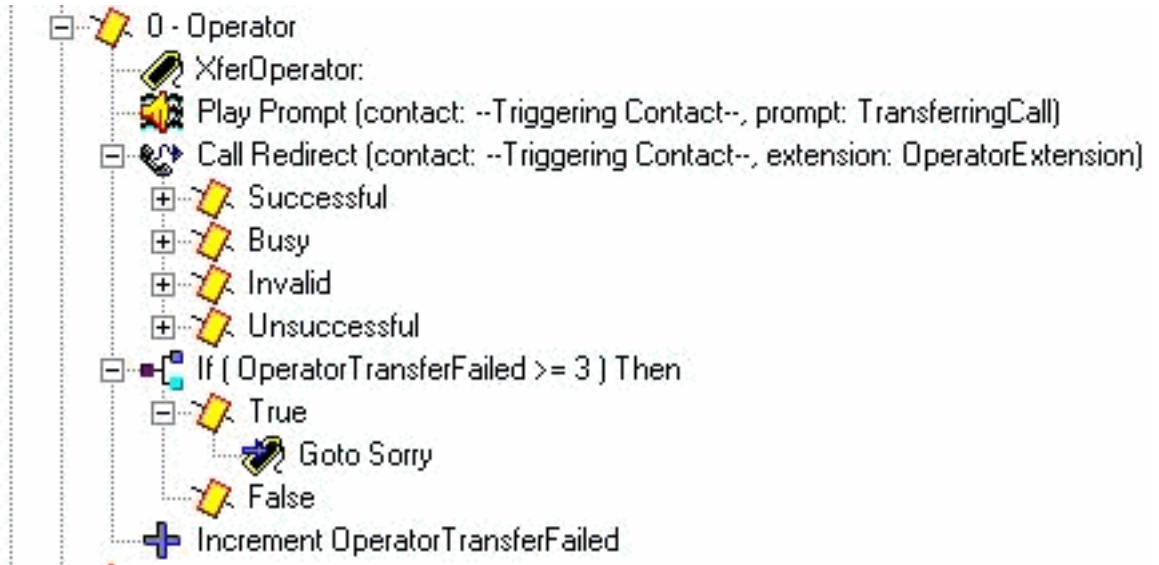 0 - Operator
XferOperator:
Play Prompt (contact: --Triggering Contact--, prompt: TransferringCall)
Call Redirect (contact: --Triggering Contact--, extension: OperatorExtension)
Successful
Busy
Invalid
Unsuccessful
If ( OperatorTransferFailed >= 3 ) Then
True
Goto Sorry
False
Increment OperatorTransferFailed